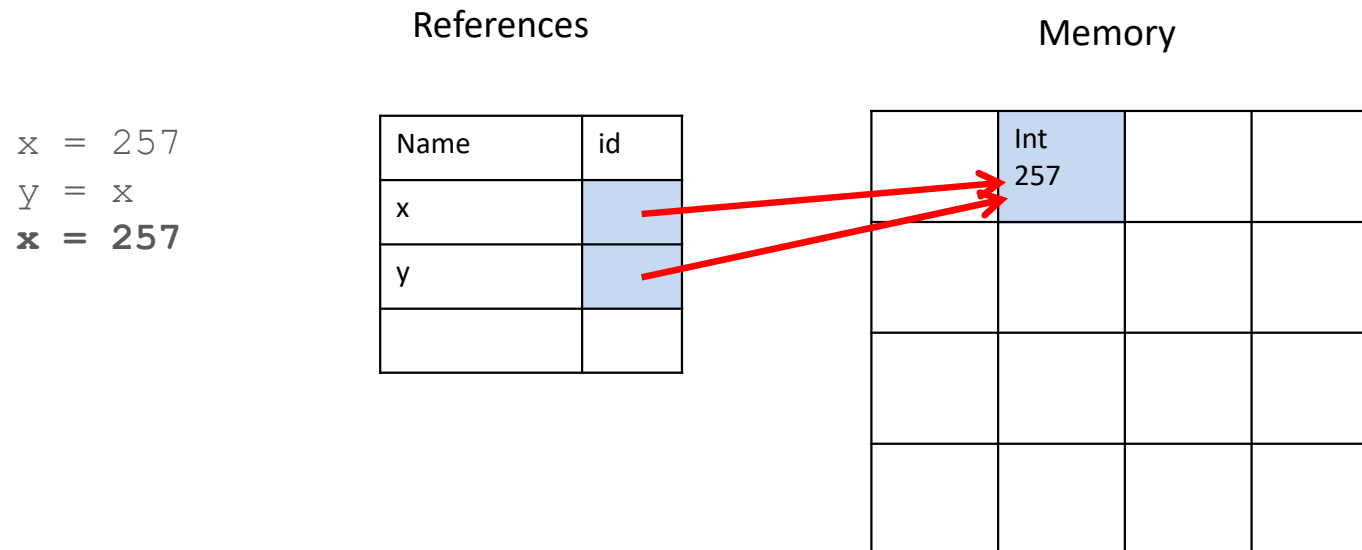 References
Memory
x = 257
y = x
x = 257
Name id
x
y
Int
257